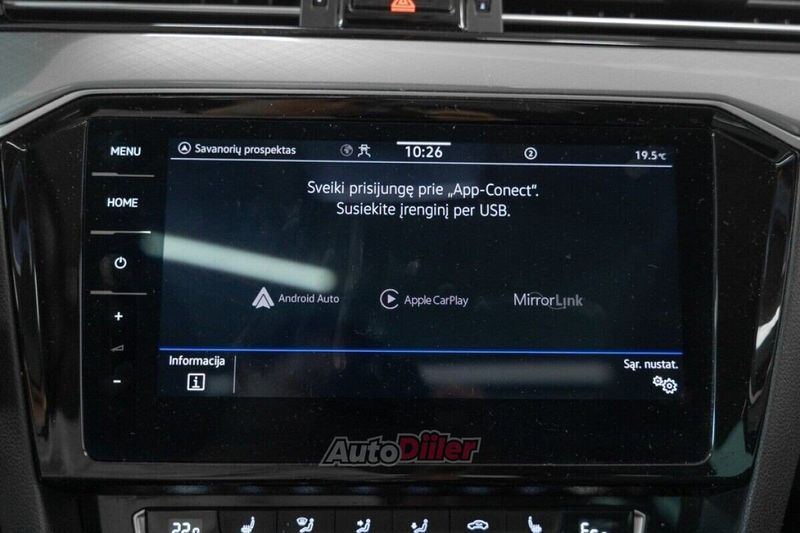 MENU
Savanorių prospektas
10:26
2
19.5°C
HOME
Sveiki prisijungę prie „App-Conect“.
Susiekite įrenginį per USB.
Android Auto
Apple CarPlay
MirrorLink
+
-
Informacija
i
Sąr. nustat.
AutoDiiler